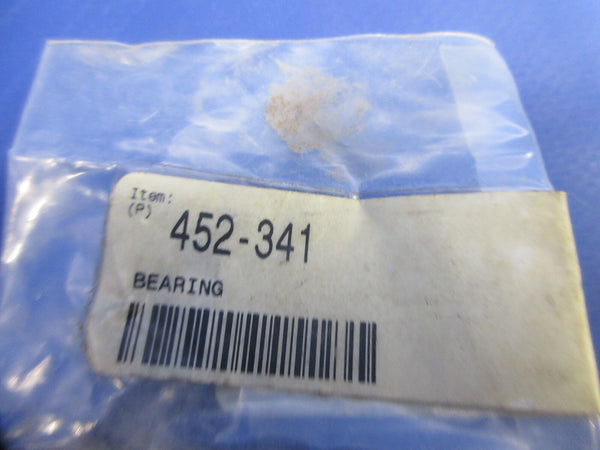 Item:
(P) 452-341
BEARING